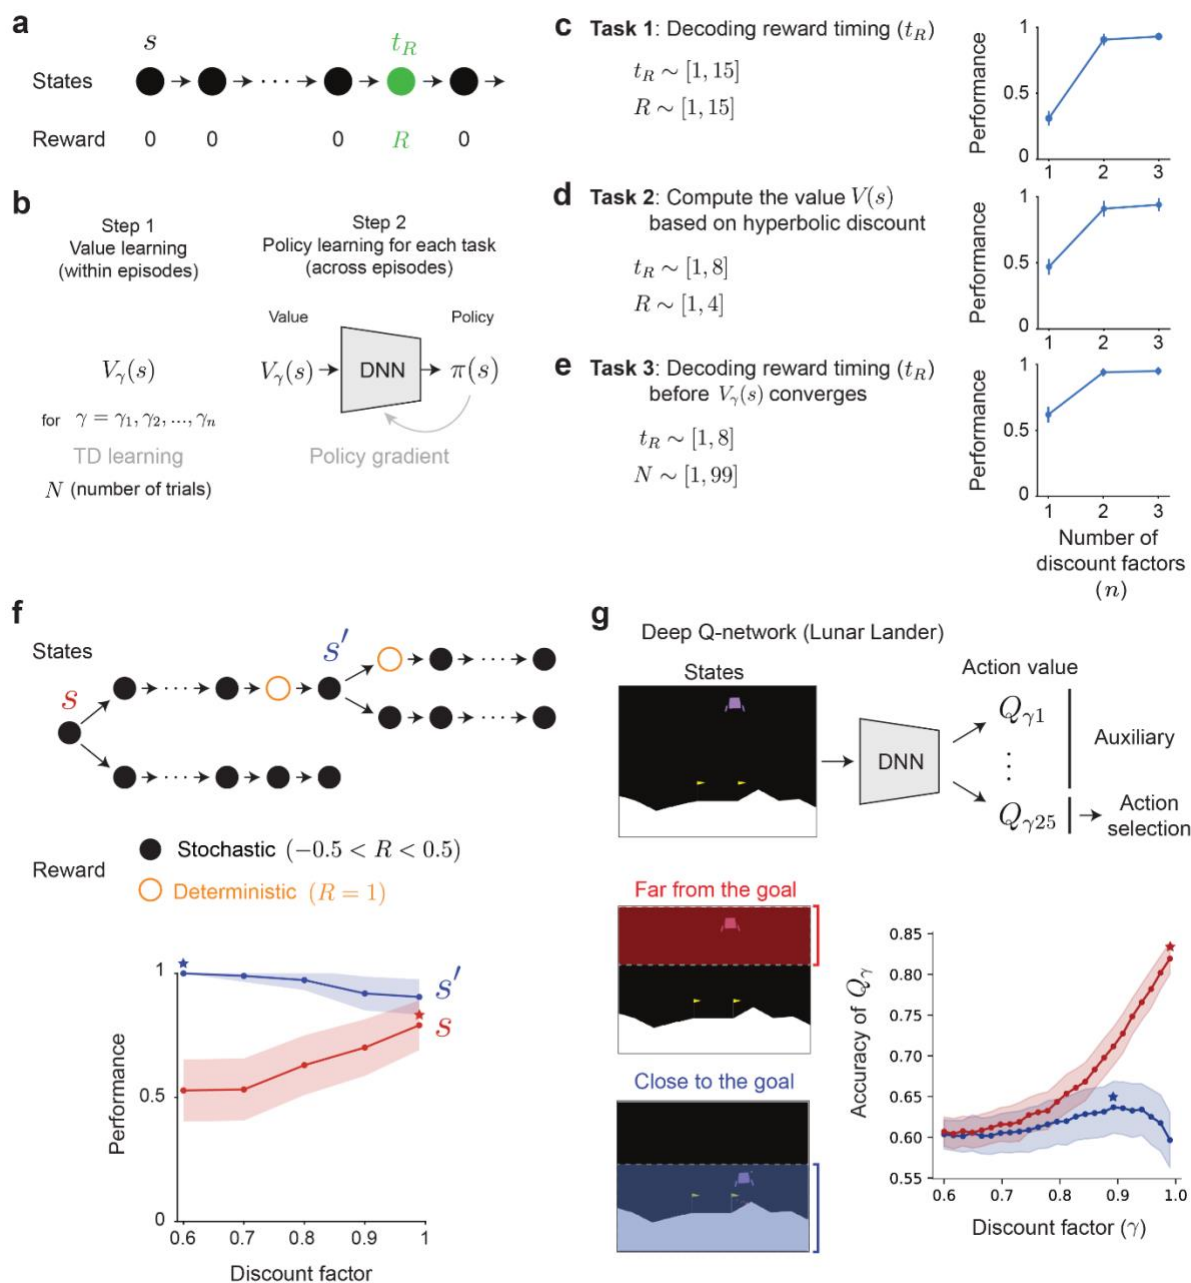 a
s
t_R
States
· · ·
Reward 0 0 0 R 0
b
Step 1
Value learning
(within episodes)
Step 2
Policy learning for each task
(across episodes)
Value
Policy
V_γ(s)
V_γ(s)
DNN
π(s)
for γ = γ_1, γ_2, ..., γ_n
TD learning
Policy gradient
N (number of trials)
c Task 1: Decoding reward timing (t_R)
t_R ∼ [1, 15]
R ∼ [1, 15]
Performance
1
0
1 2 3
d Task 2: Compute the value V(s)
based on hyperbolic discount
t_R ∼ [1, 8]
R ∼ [1, 4]
Performance
1
0.5
0
1 2 3
e Task 3: Decoding reward timing (t_R)
before V_γ(s) converges
t_R ∼ [1, 8]
N ∼ [1, 99]
Performance
1
0.5
0
1 2 3
Number of
discount factors
(n)
f
States
s
s′
· · ·
· · ·
· · ·
· · ·
Reward
Stochastic (−0.5 < R < 0.5)
Deterministic (R = 1)
Performance
1
0.5
0
0.6 0.7 0.8 0.9 1
Discount factor
s′
s
g
Deep Q-network (Lunar Lander)
States
Action value
DNN
Q_γ1
⋮
Q_γ25
Auxiliary
Action
selection
Far from the goal
Close to the goal
Accuracy of Q_γ
0.85
0.80
0.75
0.70
0.65
0.60
0.55
0.6 0.7 0.8 0.9 1.0
Discount factor (γ)